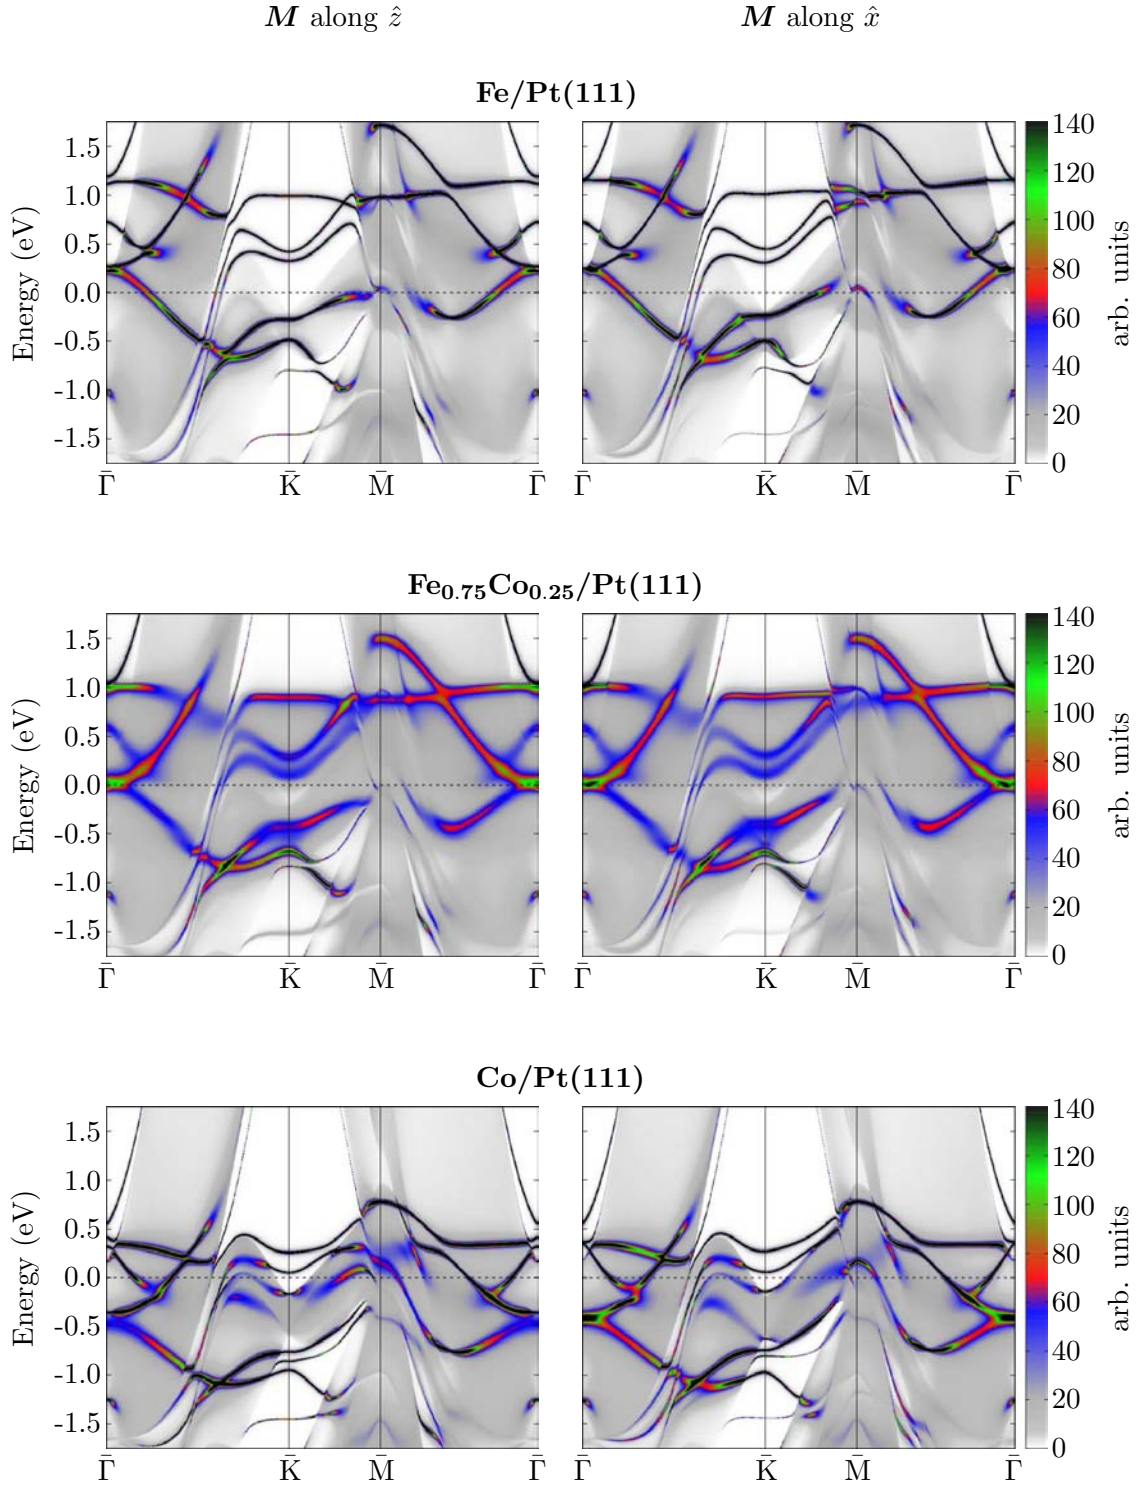 M along ẑ M along x̂
Fe/Pt(111)
Energy (eV) 1.5 1.0 0.5 0.0 -0.5 -1.0 -1.5
140 120 100 80 60 40 20 0 arb. units
Γ̄ K̄ M̄ Γ̄ Γ̄ K̄ M̄ Γ̄
Fe₀.₇₅Co₀.₂₅/Pt(111)
Energy (eV) 1.5 1.0 0.5 0.0 -0.5 -1.0 -1.5
140 120 100 80 60 40 20 0 arb. units
Γ̄ K̄ M̄ Γ̄ Γ̄ K̄ M̄ Γ̄
Co/Pt(111)
Energy (eV) 1.5 1.0 0.5 0.0 -0.5 -1.0 -1.5
140 120 100 80 60 40 20 0 arb. units
Γ̄ K̄ M̄ Γ̄ Γ̄ K̄ M̄ Γ̄